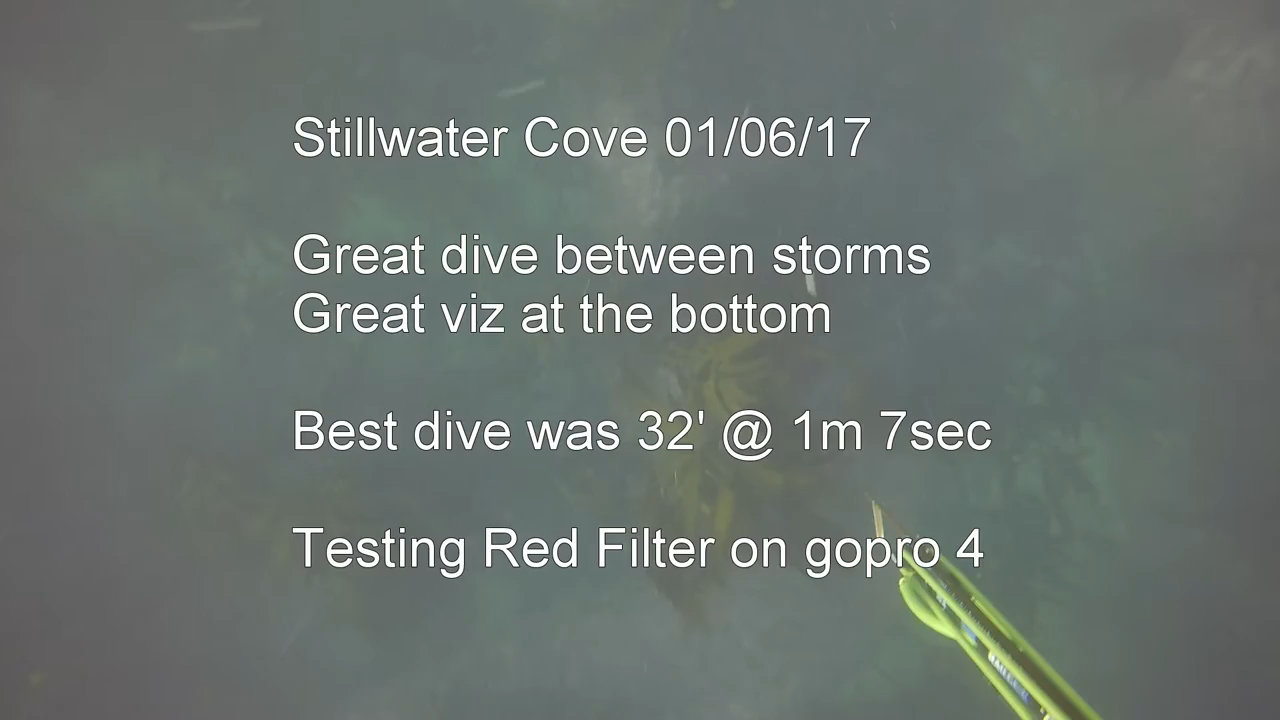 Stillwater Cove 01/06/17
Great dive between storms
Great viz at the bottom
Best dive was 32' @ 1m 7sec
Testing Red Filter on gopro 4